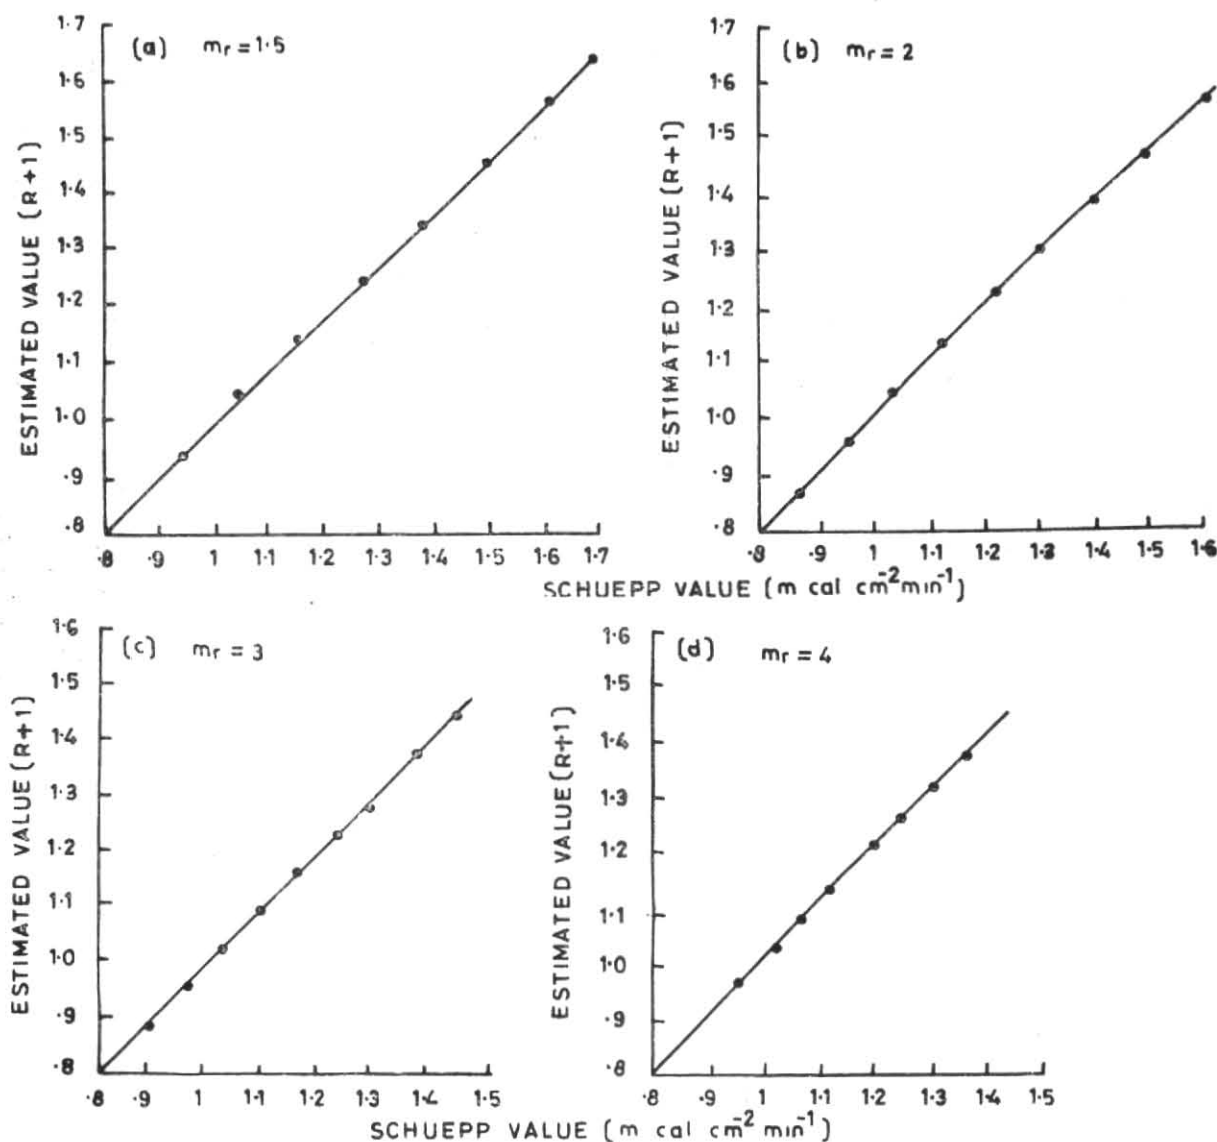 (a) mr = 1·5
1·7
1·6
1·5
1·4
1·3
1·2
1·1
1·0
·9
·8
ESTIMATED VALUE (R+1)
·8 ·9 1 1·1 1·2 1·3 1·4 1·5 1·6 1·7
(b) mr = 2
1·7
1·6
1·5
1·4
1·3
1·2
1·1
1·0
·9
·8
ESTIMATED VALUE (R+1)
·8 ·9 1 1·1 1·2 1·3 1·4 1·5 1·6
SCHUEPP VALUE (m cal cm⁻² min⁻¹)
(c) mr = 3
1·6
1·5
1·4
1·3
1·2
1·1
1·0
·9
·8
ESTIMATED VALUE (R+1)
·8 ·9 1 1·1 1·2 1·3 1·4 1·5
(d) mr = 4
1·6
1·5
1·4
1·3
1·2
1·1
1·0
·9
·8
ESTIMATED VALUE (R+1)
·8 ·9 1 1·1 1·2 1·3 1·4 1·5
SCHUEPP VALUE (m cal cm⁻² min⁻¹)